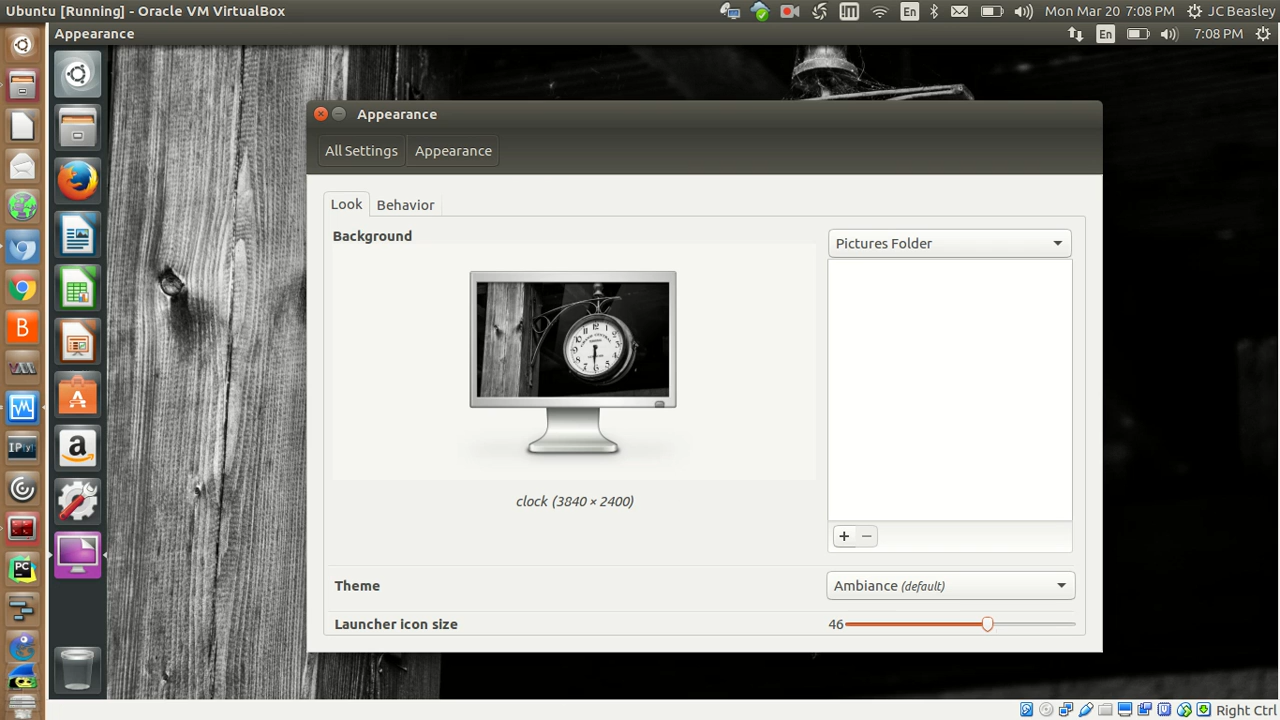 Ubuntu [Running] - Oracle VM VirtualBox
En
Mon Mar 20 7:08 PM
JC Beasley
Appearance
En
7:08 PM
Appearance
All Settings
Appearance
Look
Behavior
Background
Pictures Folder
clock (3840 × 2400)
Theme
Ambiance (default)
Launcher icon size
46
B
a
PC
Right Ctrl